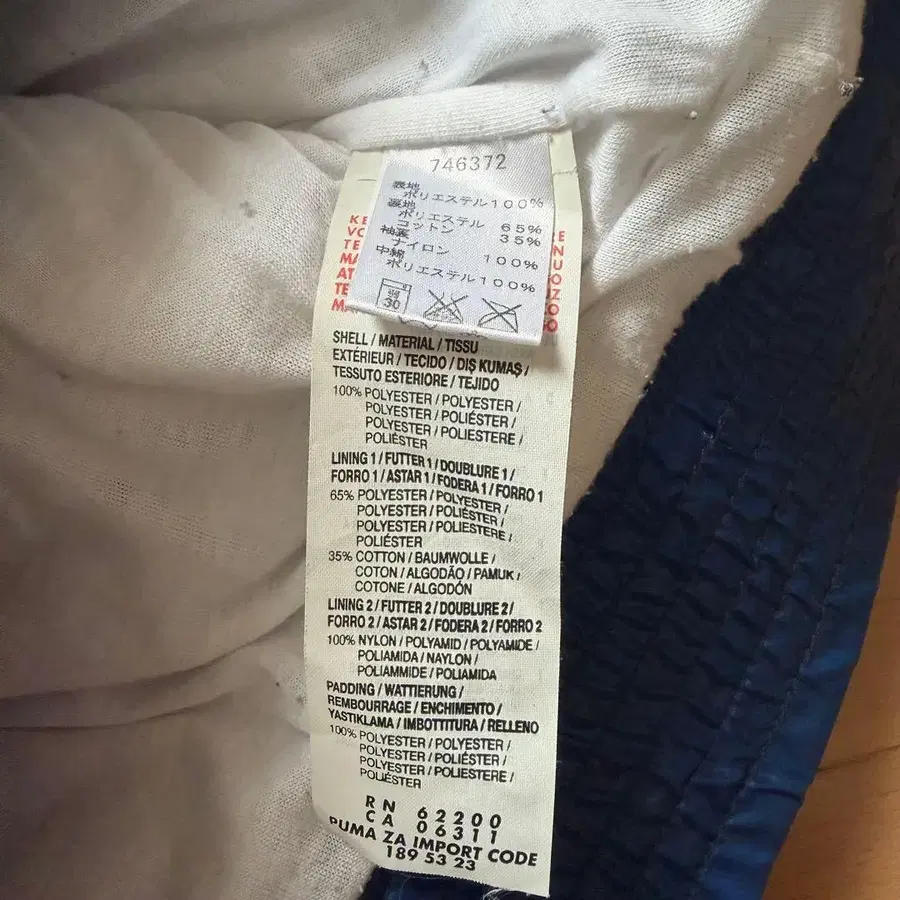 746372
表地
ポリエステル100%
裏地
ポリエステル 65%
コットン 35%
袖裏
ナイロン 100%
中綿
ポリエステル100%
30
KE
VO
TE
MA
AT
TE
MA
SHELL / MATERIAL / TISSU
EXTÉRIEUR / TECIDO / DIŞ KUMAŞ /
TESSUTO ESTERIORE / TEJIDO
100% POLYESTER / POLYESTER /
POLYESTER / POLIÉSTER /
POLYESTER / POLIESTERE /
POLIÉSTER
LINING 1 / FUTTER 1 / DOUBLURE 1 /
FORRO 1 / ASTAR 1 / FODERA 1 / FORRO 1
65% POLYESTER / POLYESTER /
POLYESTER / POLIÉSTER /
POLYESTER / POLIESTERE /
POLIÉSTER
35% COTTON / BAUMWOLLE /
COTON / ALGODÃO / PAMUK /
COTONE / ALGODÓN
LINING 2 / FUTTER 2 / DOUBLURE 2 /
FORRO 2 / ASTAR 2 / FODERA 2 / FORRO 2
100% NYLON / POLYAMID / POLYAMIDE /
POLIAMIDA / NAYLON /
POLIAMMIDE / POLIAMIDA
PADDING / WATTIERUNG /
REMBOURRAGE / ENCHIMENTO /
YASTIKLAMA / IMBOTTITURA / RELLENO
100% POLYESTER / POLYESTER /
POLYESTER / POLIÉSTER /
POLYESTER / POLIESTERE /
POLIÉSTER
RN 62200
CA 06311
PUMA ZA IMPORT CODE
189 53 23